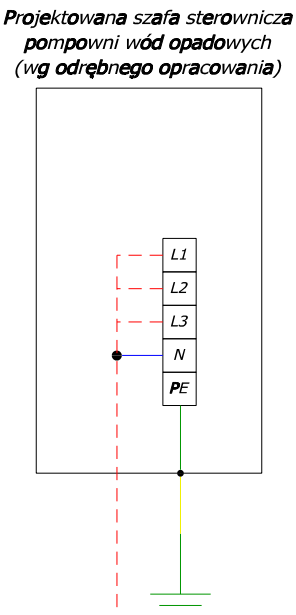 Projektowana szafa sterownicza
pompowni wód opadowych
(wg odrębnego opracowania)
L1
L2
L3
N
PE